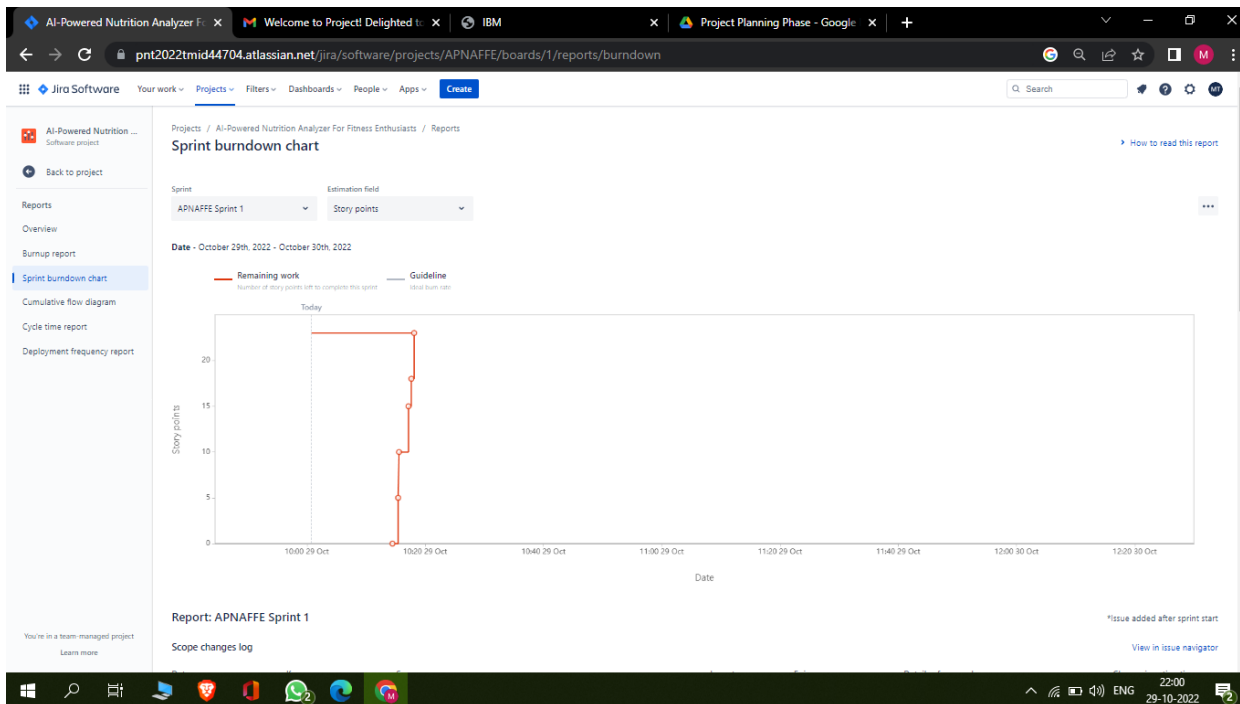 AI-Powered Nutrition Analyzer Fo
Welcome to Project! Delighted to
IBM
Project Planning Phase - Google
pnt2022tmid44704.atlassian.net/jira/software/projects/APNAFFE/boards/1/reports/burndown
M
Jira Software Your work Projects Filters Dashboards People Apps Create Search MT
AI-Powered Nutrition ...
Software project
Back to project
Reports
Overview
Burnup report
Sprint burndown chart
Cumulative flow diagram
Cycle time report
Deployment frequency report
You're in a team-managed project
Learn more
Projects / AI-Powered Nutrition Analyzer For Fitness Enthusiasts / Reports
Sprint burndown chart
How to read this report
Sprint Estimation field
APNAFFE Sprint 1 Story points
Date - October 29th, 2022 - October 30th, 2022
Remaining work Guideline
Number of story points left to complete this sprint Ideal burn rate
Today
20
15
10
5
0
Story points
10:00 29 Oct 10:20 29 Oct 10:40 29 Oct 11:00 29 Oct 11:20 29 Oct 11:40 29 Oct 12:00 30 Oct 12:20 30 Oct
Date
Report: APNAFFE Sprint 1
*Issue added after sprint start
Scope changes log
View in issue navigator
2
ENG
22:00
29-10-2022
2